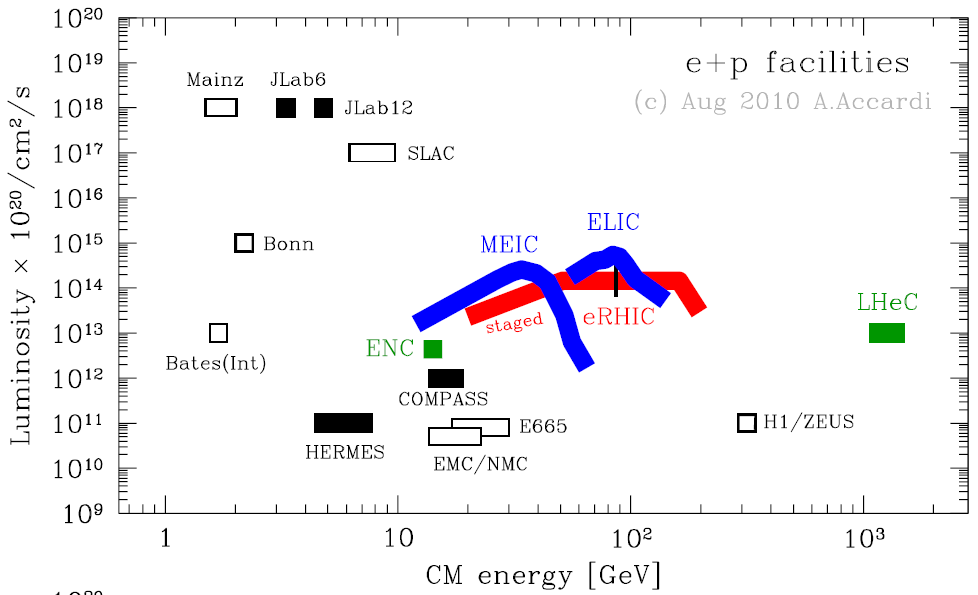 10²⁰
10¹⁹
10¹⁸
10¹⁷
10¹⁶
10¹⁵
10¹⁴
10¹³
10¹²
10¹¹
10¹⁰
10⁹
Luminosity × 10²⁰/cm²/s
e+p facilities
(c) Aug 2010 A.Accardi
Mainz
JLab6
JLab12
SLAC
Bonn
ELIC
MEIC
LHeC
staged
eRHIC
ENC
Bates(Int)
COMPASS
HERMES
E665
H1/ZEUS
EMC/NMC
1
10
10²
10³
CM energy [GeV]